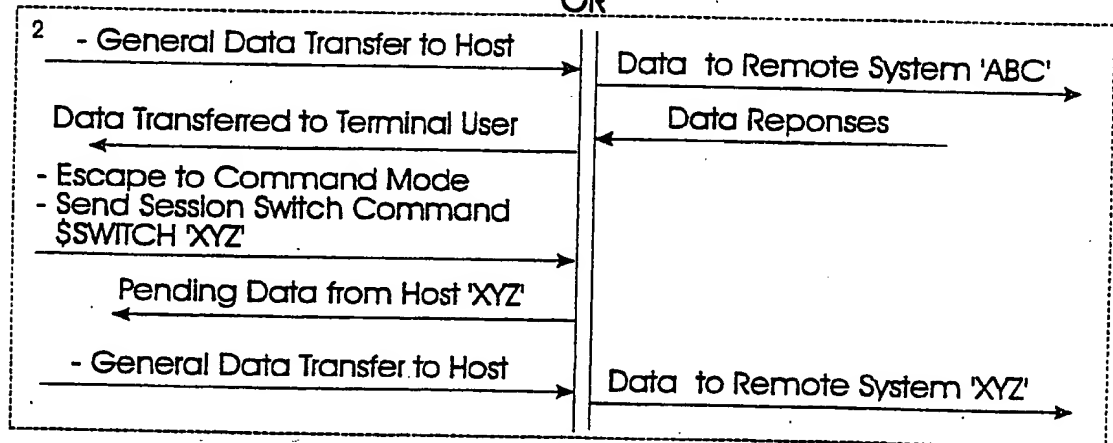 OR
2
- General Data Transfer to Host
Data to Remote System 'ABC'
Data Transferred to Terminal User
Data Reponses
- Escape to Command Mode
- Send Session Switch Command
$SWITCH 'XYZ'
Pending Data from Host 'XYZ'
- General Data Transfer to Host
Data to Remote System 'XYZ'